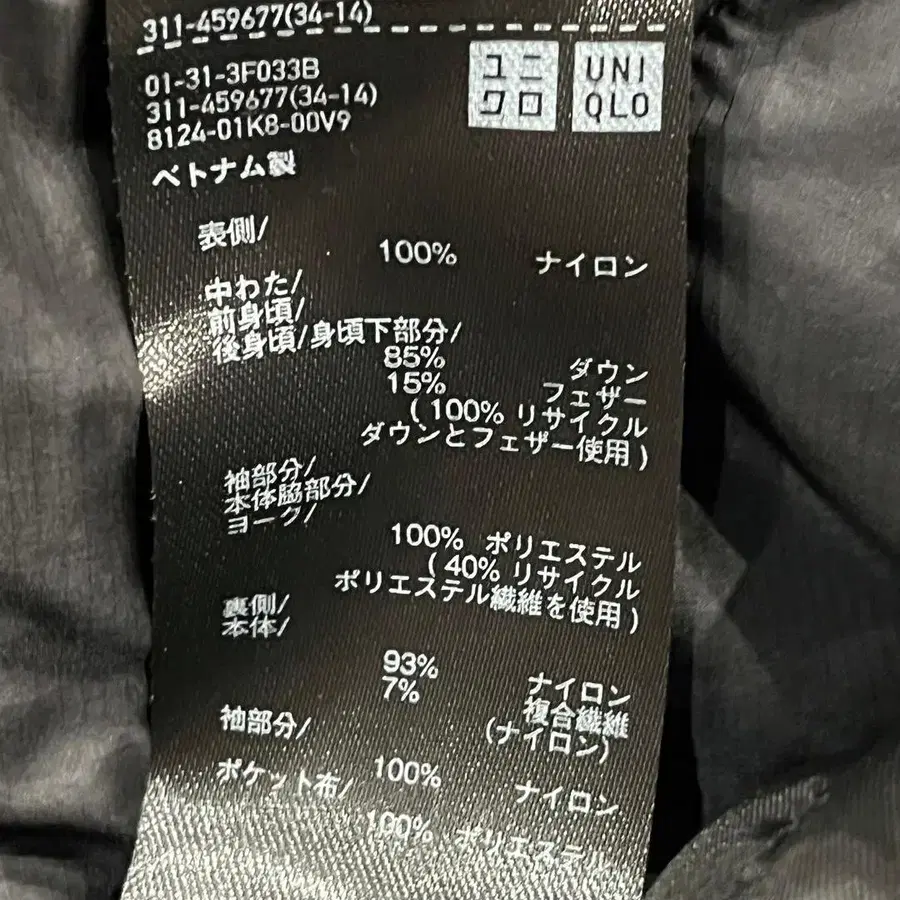 311-459677(34-14)
01-31-3F033B
311-459677(34-14)
8124-01K8-00V9
ユニ
クロ
UNI
QLO
ベトナム製
表側/
100% ナイロン
中わた/
前身頃/
後身頃/身頃下部分/
85% ダウン
15% フェザー
(100% リサイクル
ダウンとフェザー使用)
袖部分/
本体脇部分/
ヨーク/
100% ポリエステル
(40% リサイクル
ポリエステル繊維を使用)
裏側/
本体/
93% ナイロン
7% 複合繊維
(ナイロン)
袖部分/
100% ナイロン
ポケット布/
100% ポリエステル